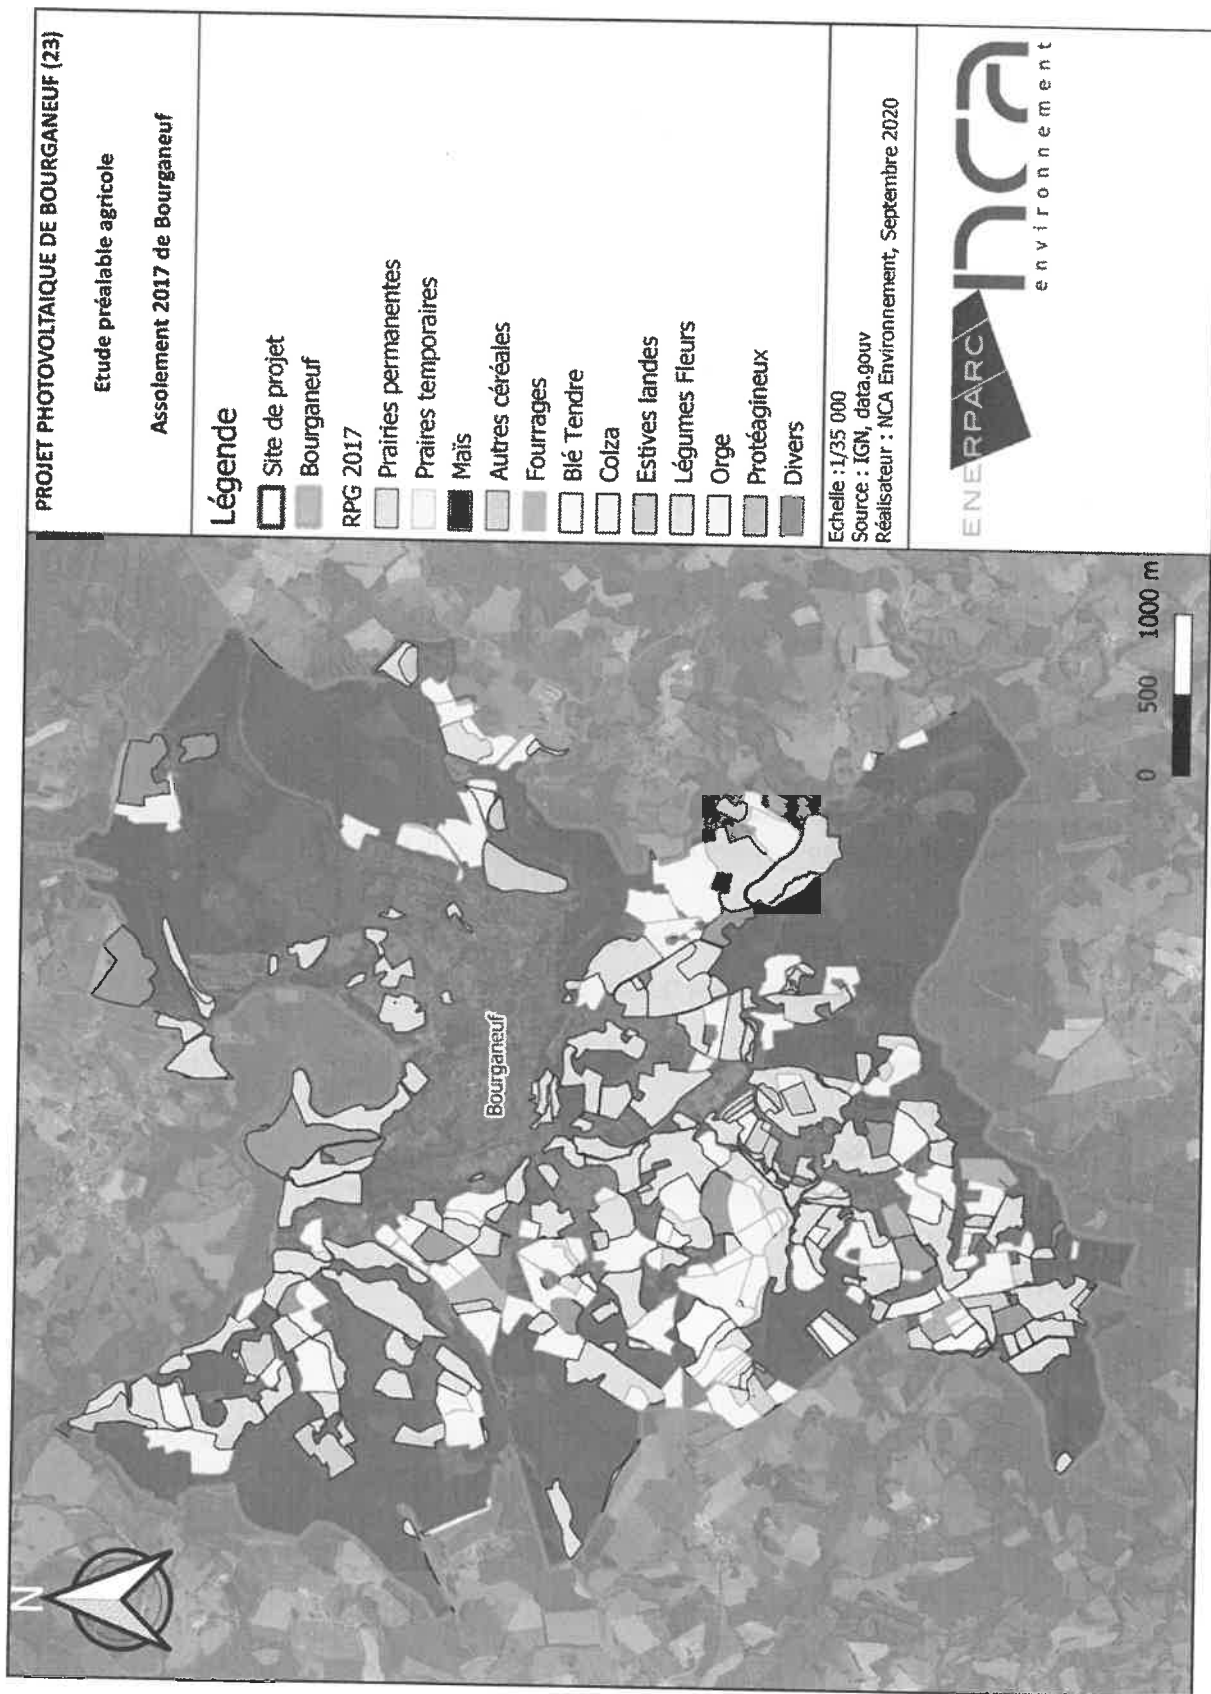 PROJET PHOTOVOLTAIQUE DE BOURGANEUF (23)
Etude préalable agricole
Assolement 2017 de Bourganeuf
Légende
Site de projet
Bourganeuf
RPG 2017
Prairies permanentes
Praires temporaires
Maïs
Autres céréales
Fourrages
Blé Tendre
Colza
Estives landes
Légumes Fleurs
Orge
Protéagineux
Divers
Echelle :1/35 000
Source : IGN, data.gouv
Réalisateur : NCA Environnement, Septembre 2020
ENERPARC
nca
environnement
N
Bourganeuf
0 500 1000 m